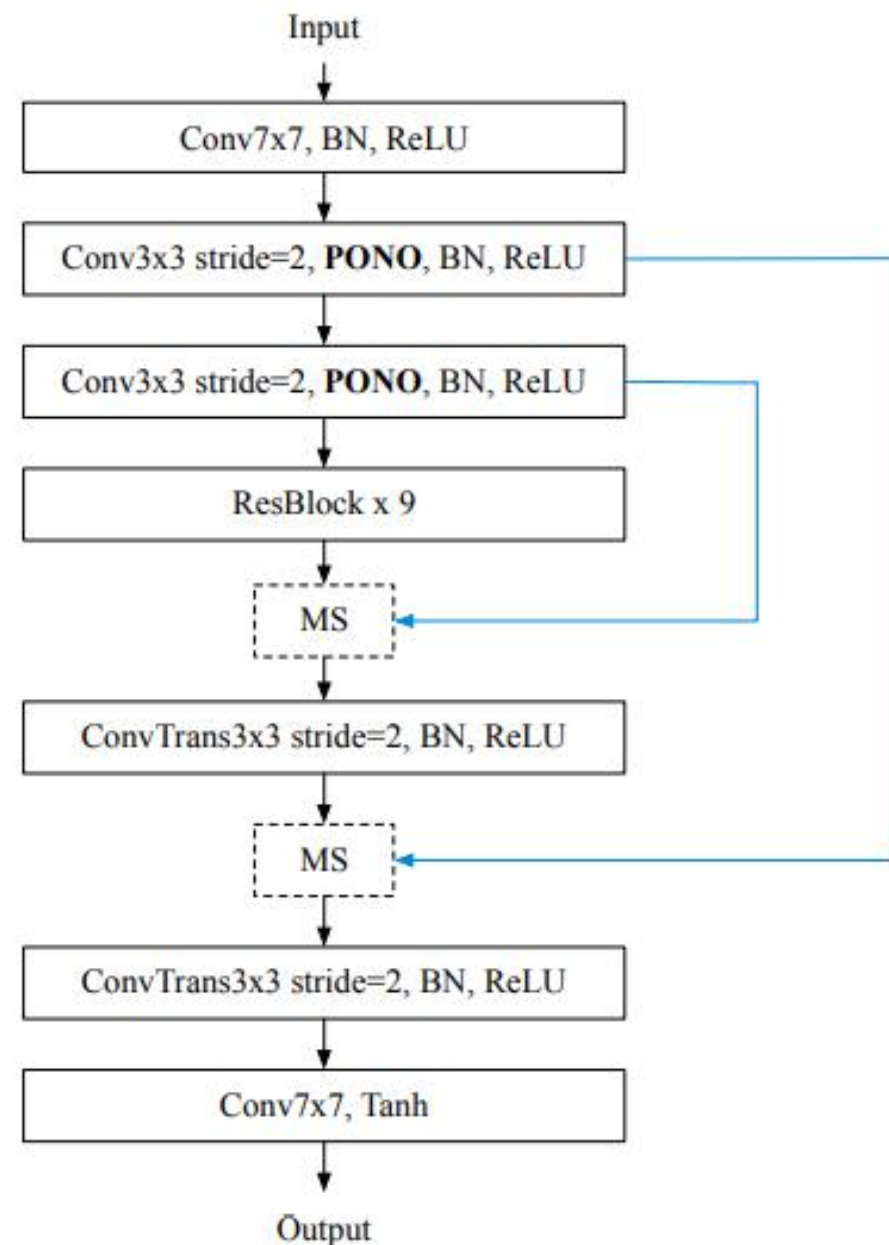 Input
Conv7x7, BN, ReLU
Conv3x3 stride=2, PONO, BN, ReLU
Conv3x3 stride=2, PONO, BN, ReLU
ResBlock x 9
MS
ConvTrans3x3 stride=2, BN, ReLU
MS
ConvTrans3x3 stride=2, BN, ReLU
Conv7x7, Tanh
Output